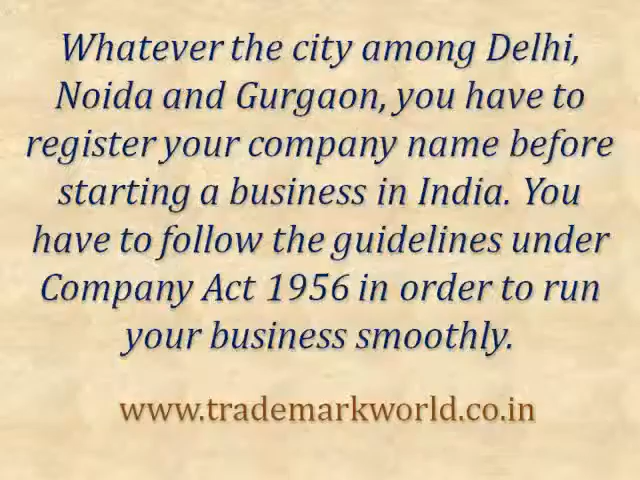 Whatever the city among Delhi,
Noida and Gurgaon, you have to
register your company name before
starting a business in India. You
have to follow the guidelines under
Company Act 1956 in order to run
your business smoothly.
www.trademarkworld.co.in